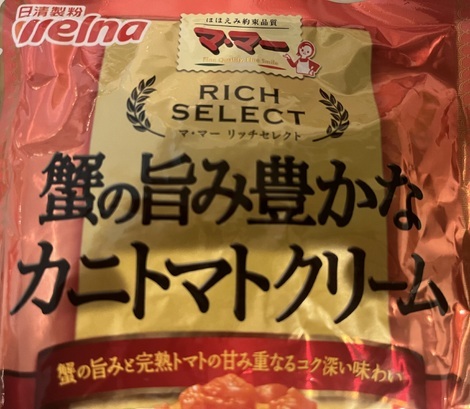 日清製粉
Welna
ほほえみ約束品質
マ・マー
RICH
SELECT
マ・マー リッチセレクト
蟹の旨み豊かな
カニトマトクリーム
蟹の旨みと完熟トマトの甘み重なるコク深い味わい